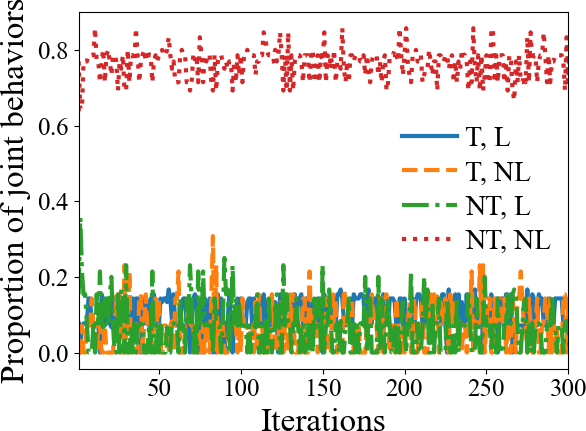 Proportion of joint behaviors
0.8
0.6
0.4
0.2
0.0
T, L
T, NL
NT, L
NT, NL
50 100 150 200 250 300
Iterations